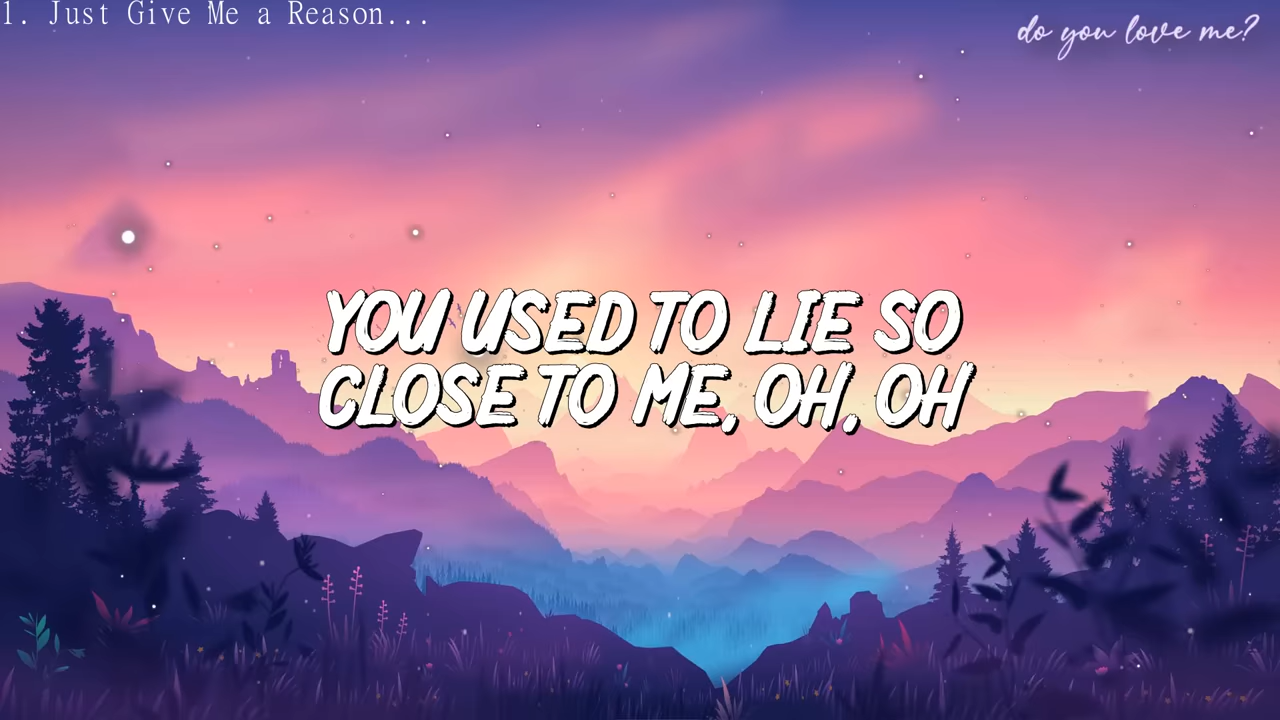 1. Just Give Me a Reason...
do you love me?
YOU USED TO LIE SO
CLOSE TO ME, OH, OH